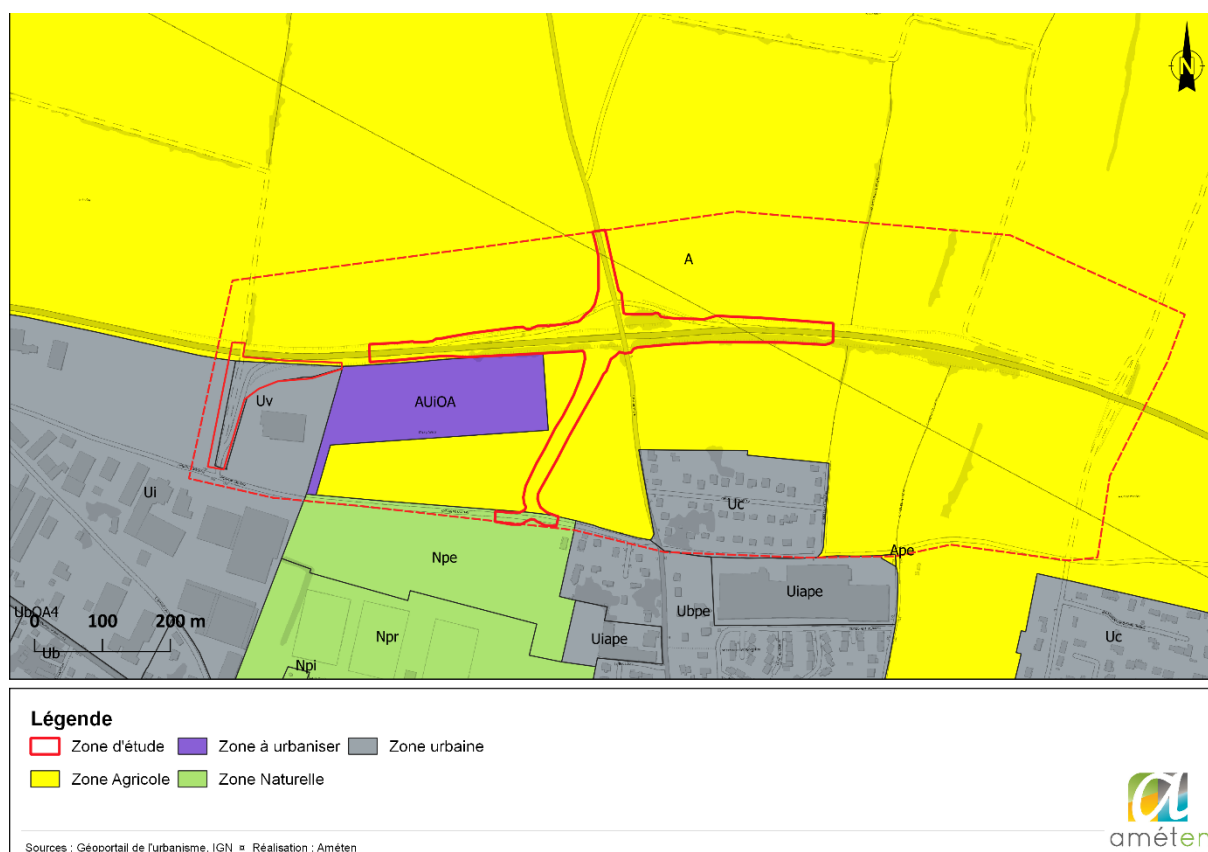 N
A
Uv
AUiOA
Ui
Uc
Npe
Ape
Uiape
Ubpe
UbOA4
0 100 200 m
Ub
Npr
Uiape
Uc
Npi
Légende
Zone d'étude Zone à urbaniser Zone urbaine
Zone Agricole Zone Naturelle
améten
Sources : Géoportail de l'urbanisme, IGN ¤ Réalisation : Améten